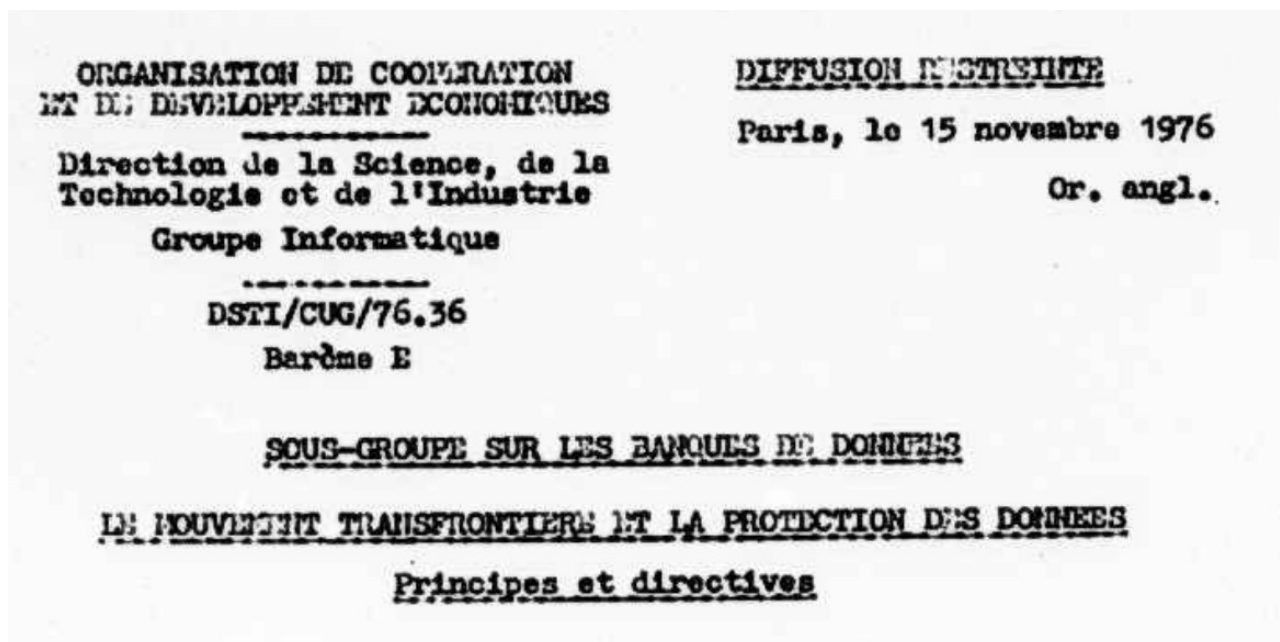 ORGANISATION DE COOPERATION
ET DE DEVELOPPEMENT ECONOMIQUES
Direction de la Science, de la
Technologie et de l'Industrie
Groupe Informatique
DSTI/CUG/76.36
Barème E
DIFFUSION RESTREINTE
Paris, le 15 novembre 1976
Or. angl.
SOUS-GROUPE SUR LES BANQUES DE DONNEES
LE MOUVEMENT TRANSFRONTIERE ET LA PROTECTION DES DONNEES
Principes et directives